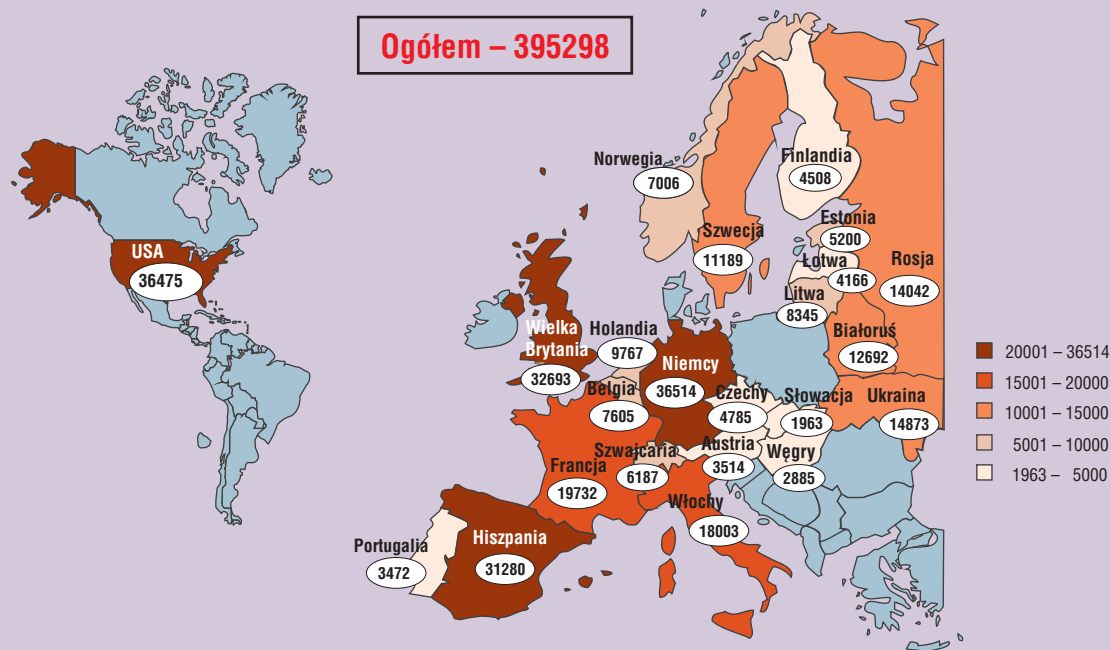 Ogółem – 395298
Norwegia
7006
Finlandia
4508
Szwecja
11189
Estonia
5200
Łotwa
4166
Rosja
14042
Litwa
8345
USA
36475
Wielka
Brytania
32693
Holandia
9767
Niemcy
36514
Białoruś
12692
Belgia
7605
Czechy
4785
Słowacja
1963
Ukraina
14873
Szwajcaria
6187
Austria
3514
Węgry
2885
Francja
19732
Włochy
18003
Portugalia
3472
Hiszpania
31280
20001 – 36514
15001 – 20000
10001 – 15000
5001 – 10000
1963 – 5000